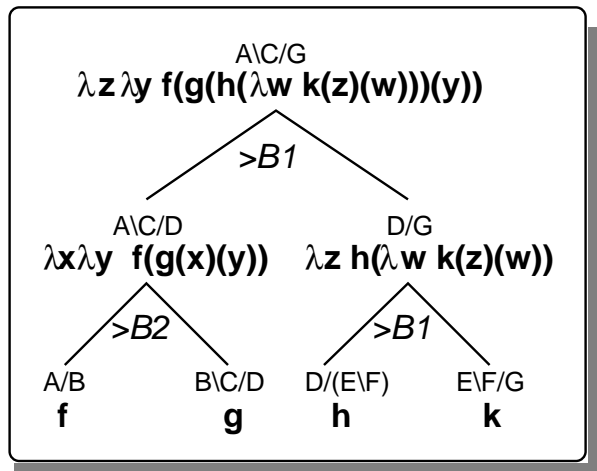 A\C/G
λz λy f(g(h(λw k(z)(w)))(y))
>B1
A\C/D D/G
λxλy f(g(x)(y)) λz h(λw k(z)(w))
>B2 >B1
A/B B\C/D D/(E\F) E\F/G
f g h k